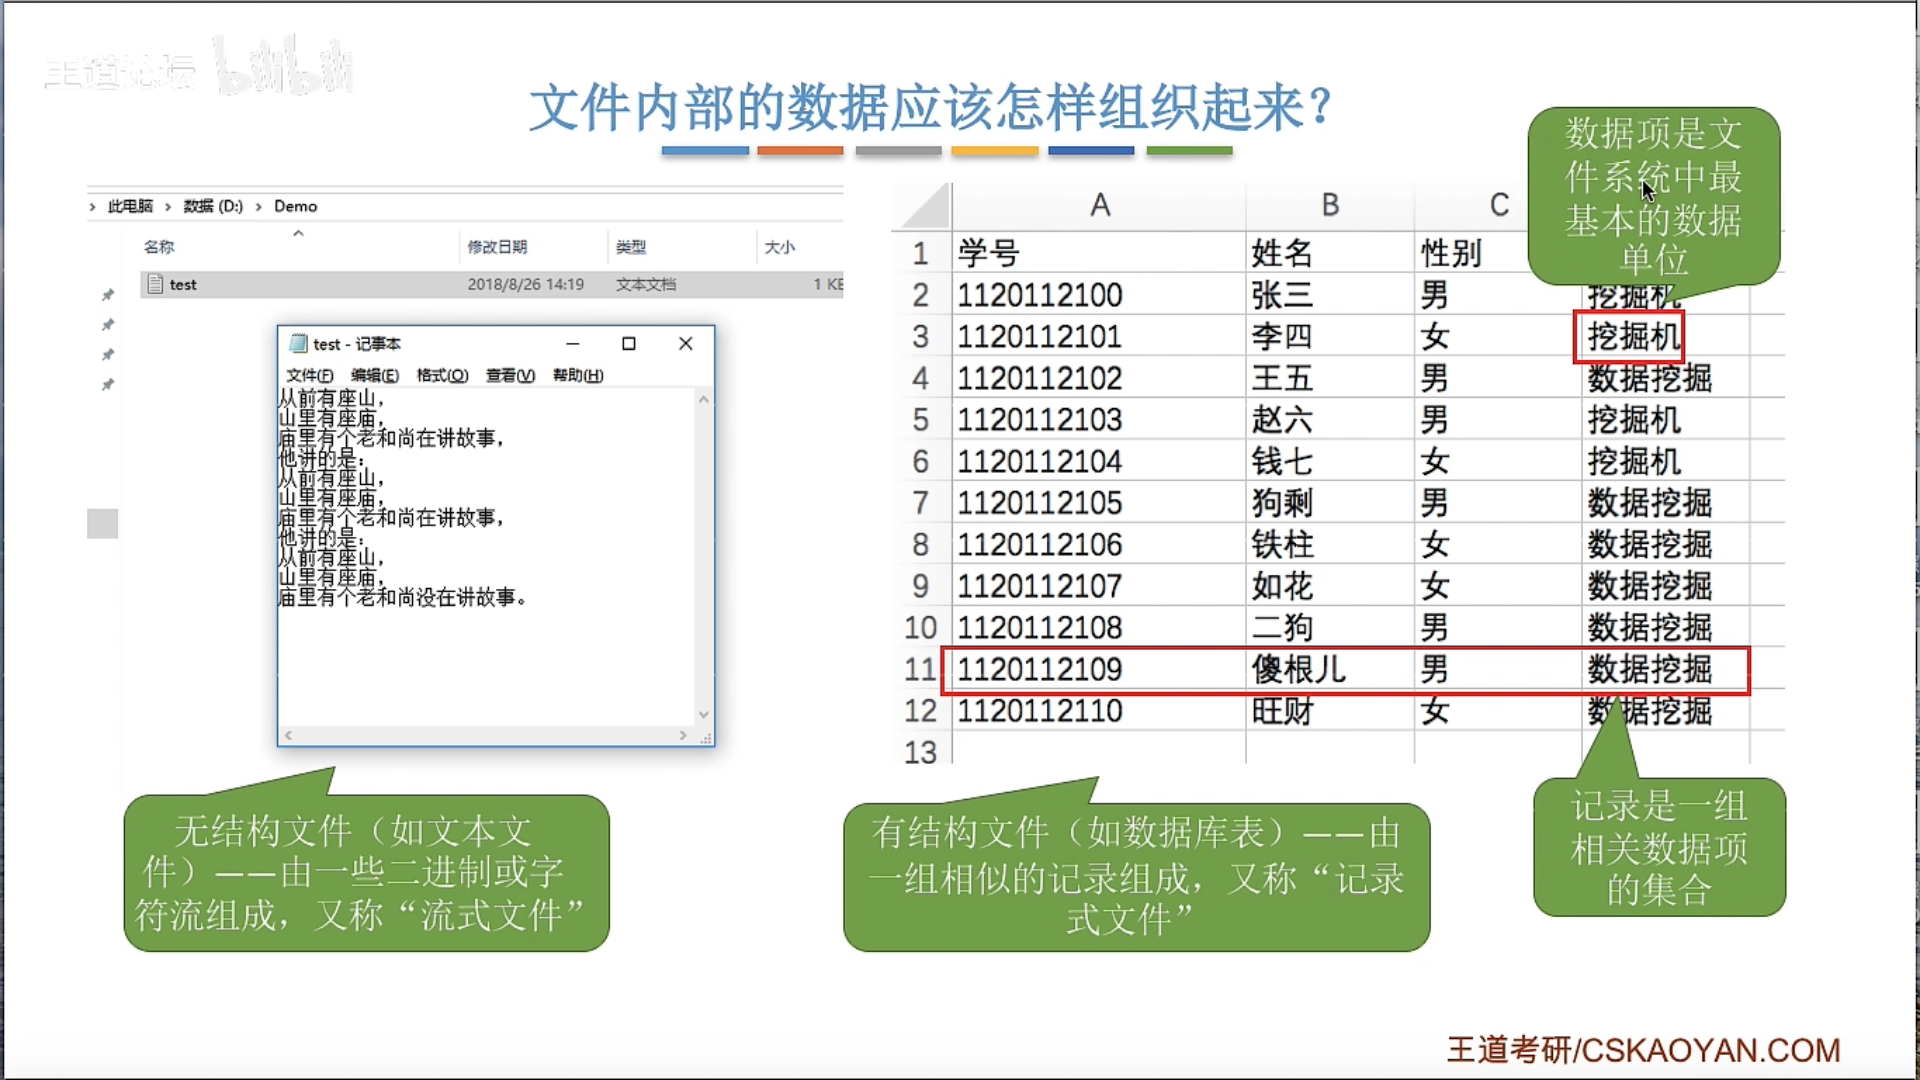 王道论坛 bilibili
文件内部的数据应该怎样组织起来？
此电脑 > 数据 (D:) > Demo
名称 修改日期 类型 大小
test 2018/8/26 14:19 文本文档 1 KB
test - 记事本
文件(F) 编辑(E) 格式(O) 查看(V) 帮助(H)
从前有座山，
山里有座庙，
庙里有个老和尚在讲故事，
他讲的是：
从前有座山，
山里有座庙，
庙里有个老和尚在讲故事，
他讲的是：
从前有座山，
山里有座庙，
庙里有个老和尚没在讲故事。
无结构文件（如文本文
件）——由一些二进制或字
符流组成，又称“流式文件”
A B C
1 学号 姓名 性别
2 1120112100 张三 男 挖掘机
3 1120112101 李四 女 挖掘机
4 1120112102 王五 男 数据挖掘
5 1120112103 赵六 男 挖掘机
6 1120112104 钱七 女 挖掘机
7 1120112105 狗剩 男 数据挖掘
8 1120112106 铁柱 女 数据挖掘
9 1120112107 如花 女 数据挖掘
10 1120112108 二狗 男 数据挖掘
11 1120112109 傻根儿 男 数据挖掘
12 1120112110 旺财 女 数据挖掘
13
数据项是文
件系统中最
基本的数据
单位
有结构文件（如数据库表）——由
一组相似的记录组成，又称“记录
式文件”
记录是一组
相关数据项
的集合
王道考研/CSKAOYAN.COM